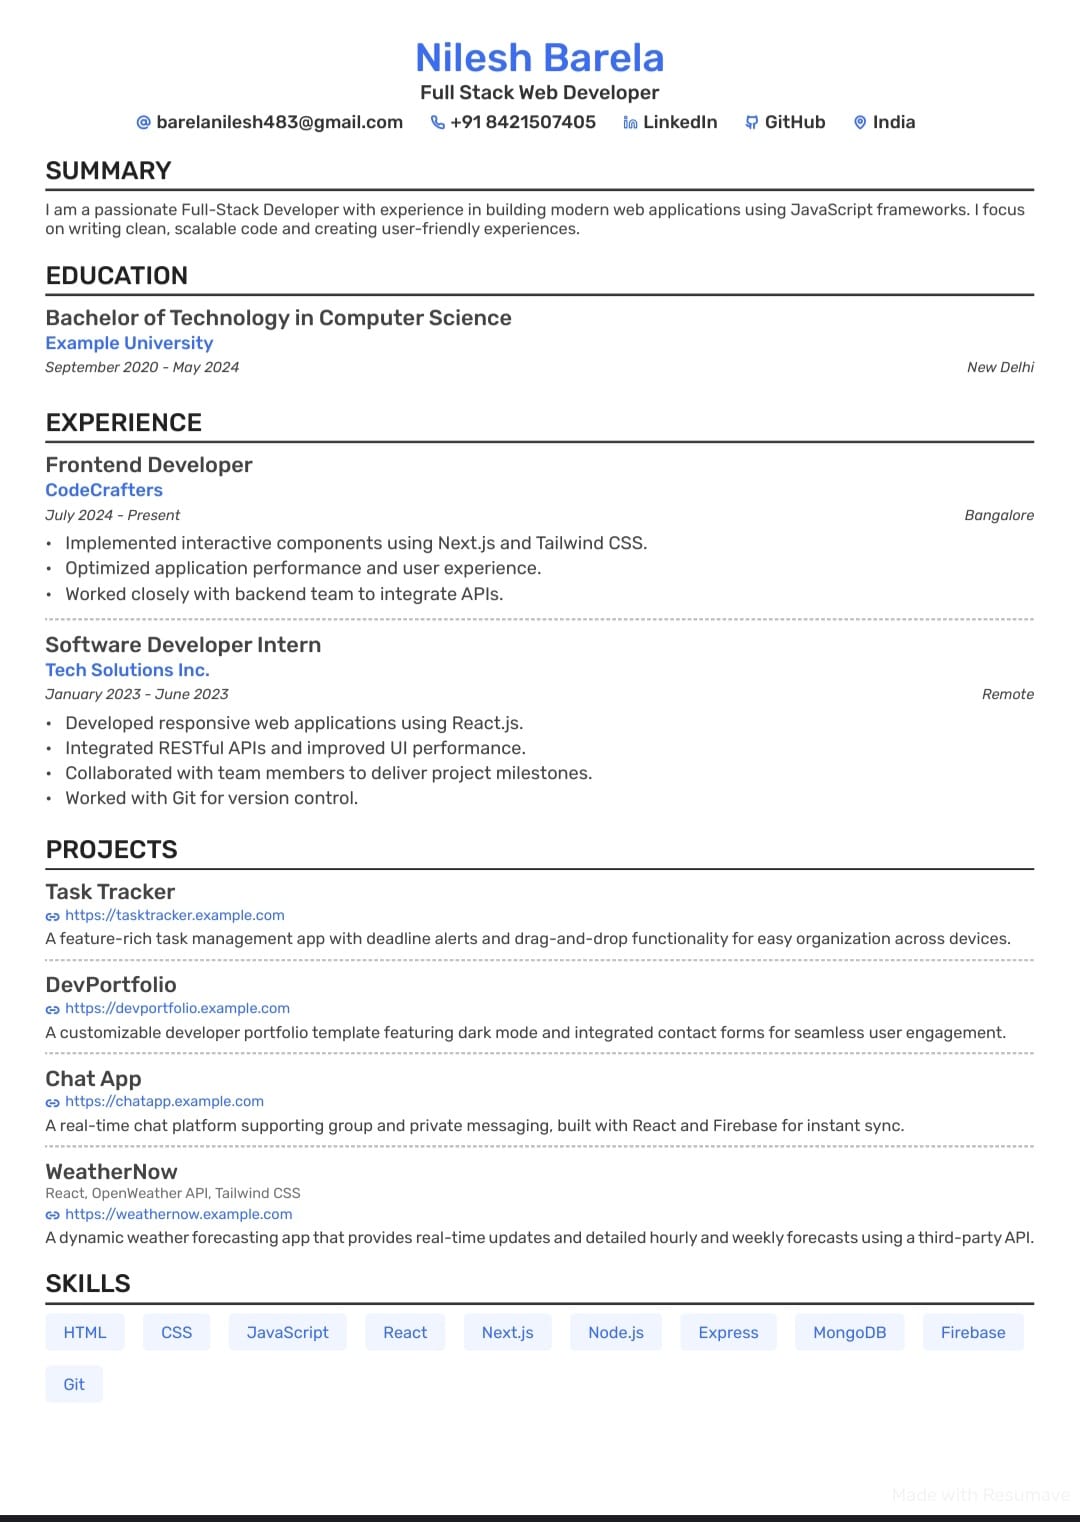 Nilesh Barela
Full Stack Web Developer
barelanilesh483@gmail.com +91 8421507405 LinkedIn GitHub India
SUMMARY
I am a passionate Full-Stack Developer with experience in building modern web applications using JavaScript frameworks. I focus
on writing clean, scalable code and creating user-friendly experiences.
EDUCATION
Bachelor of Technology in Computer Science
Example University
September 2020 - May 2024 New Delhi
EXPERIENCE
Frontend Developer
CodeCrafters
July 2024 - Present Bangalore
• Implemented interactive components using Next.js and Tailwind CSS.
• Optimized application performance and user experience.
• Worked closely with backend team to integrate APIs.
Software Developer Intern
Tech Solutions Inc.
January 2023 - June 2023 Remote
• Developed responsive web applications using React.js.
• Integrated RESTful APIs and improved UI performance.
• Collaborated with team members to deliver project milestones.
• Worked with Git for version control.
PROJECTS
Task Tracker
https://tasktracker.example.com
A feature-rich task management app with deadline alerts and drag-and-drop functionality for easy organization across devices.
DevPortfolio
https://devportfolio.example.com
A customizable developer portfolio template featuring dark mode and integrated contact forms for seamless user engagement.
Chat App
https://chatapp.example.com
A real-time chat platform supporting group and private messaging, built with React and Firebase for instant sync.
WeatherNow
React, OpenWeather API, Tailwind CSS
https://weathernow.example.com
A dynamic weather forecasting app that provides real-time updates and detailed hourly and weekly forecasts using a third-party API.
SKILLS
HTML CSS JavaScript React Next.js Node.js Express MongoDB Firebase
Git
Made with Resumave